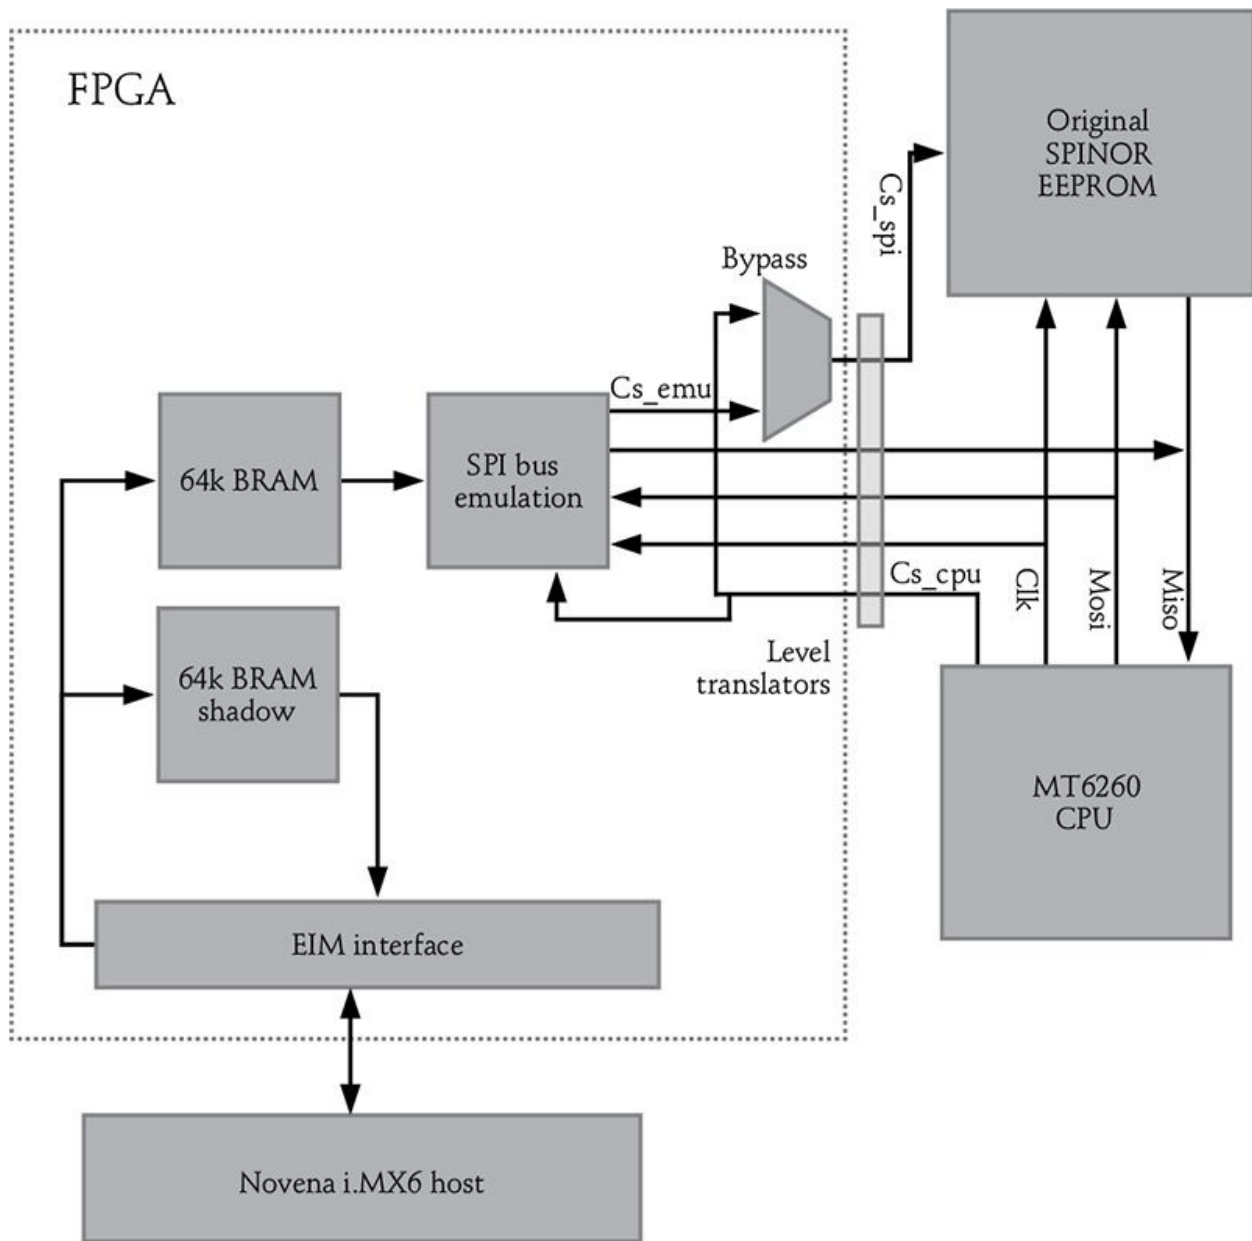 FPGA
Original
SPINOR
EEPROM
Cs_spi
Bypass
Cs_emu
64k BRAM
SPI bus
emulation
Cs_cpu
Clk
Mosi
Miso
Level
translators
64k BRAM
shadow
MT6260
CPU
EIM interface
Novena i.MX6 host